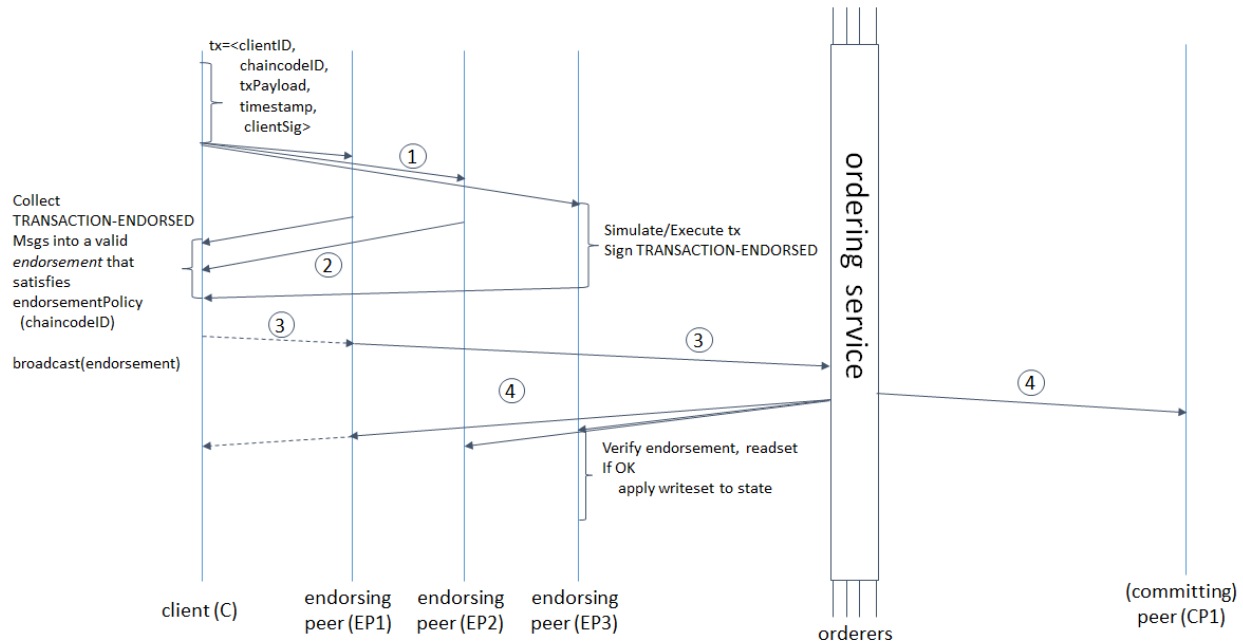 tx=<clientID,
chaincodeID,
txPayload,
timestamp,
clientSig>
1
Collect
TRANSACTION-ENDORSED
Msgs into a valid
endorsement that
satisfies
endorsementPolicy
(chaincodeID)
Simulate/Execute tx
Sign TRANSACTION-ENDORSED
2
3
3
broadcast(endorsement)
ordering service
4
4
Verify endorsement, readset
If OK
apply writeset to state
client (C)
endorsing
peer (EP1)
endorsing
peer (EP2)
endorsing
peer (EP3)
orderers
(committing)
peer (CP1)